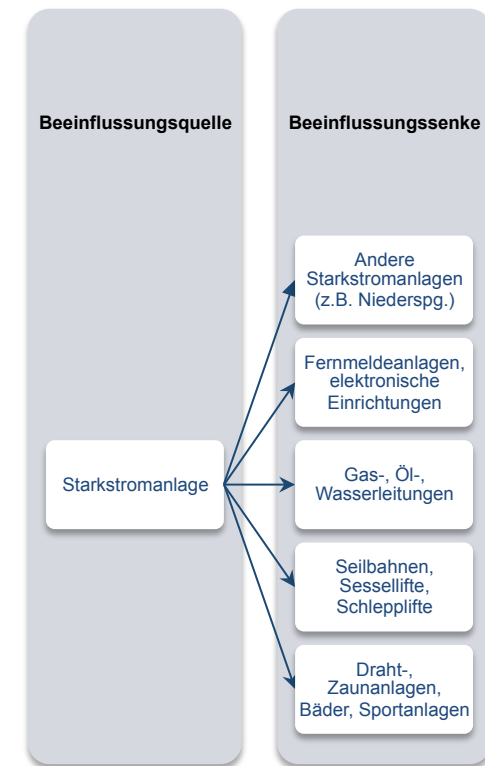 Beeinflussungsquelle
Beeinflussungssenke
Andere
Starkstromanlagen
(z.B. Niederspg.)
Fernmeldeanlagen,
elektronische
Einrichtungen
Starkstromanlage
Gas-, Öl-,
Wasserleitungen
Seilbahnen,
Sessellifte,
Schlepplifte
Draht-,
Zaunanlagen,
Bäder, Sportanlagen